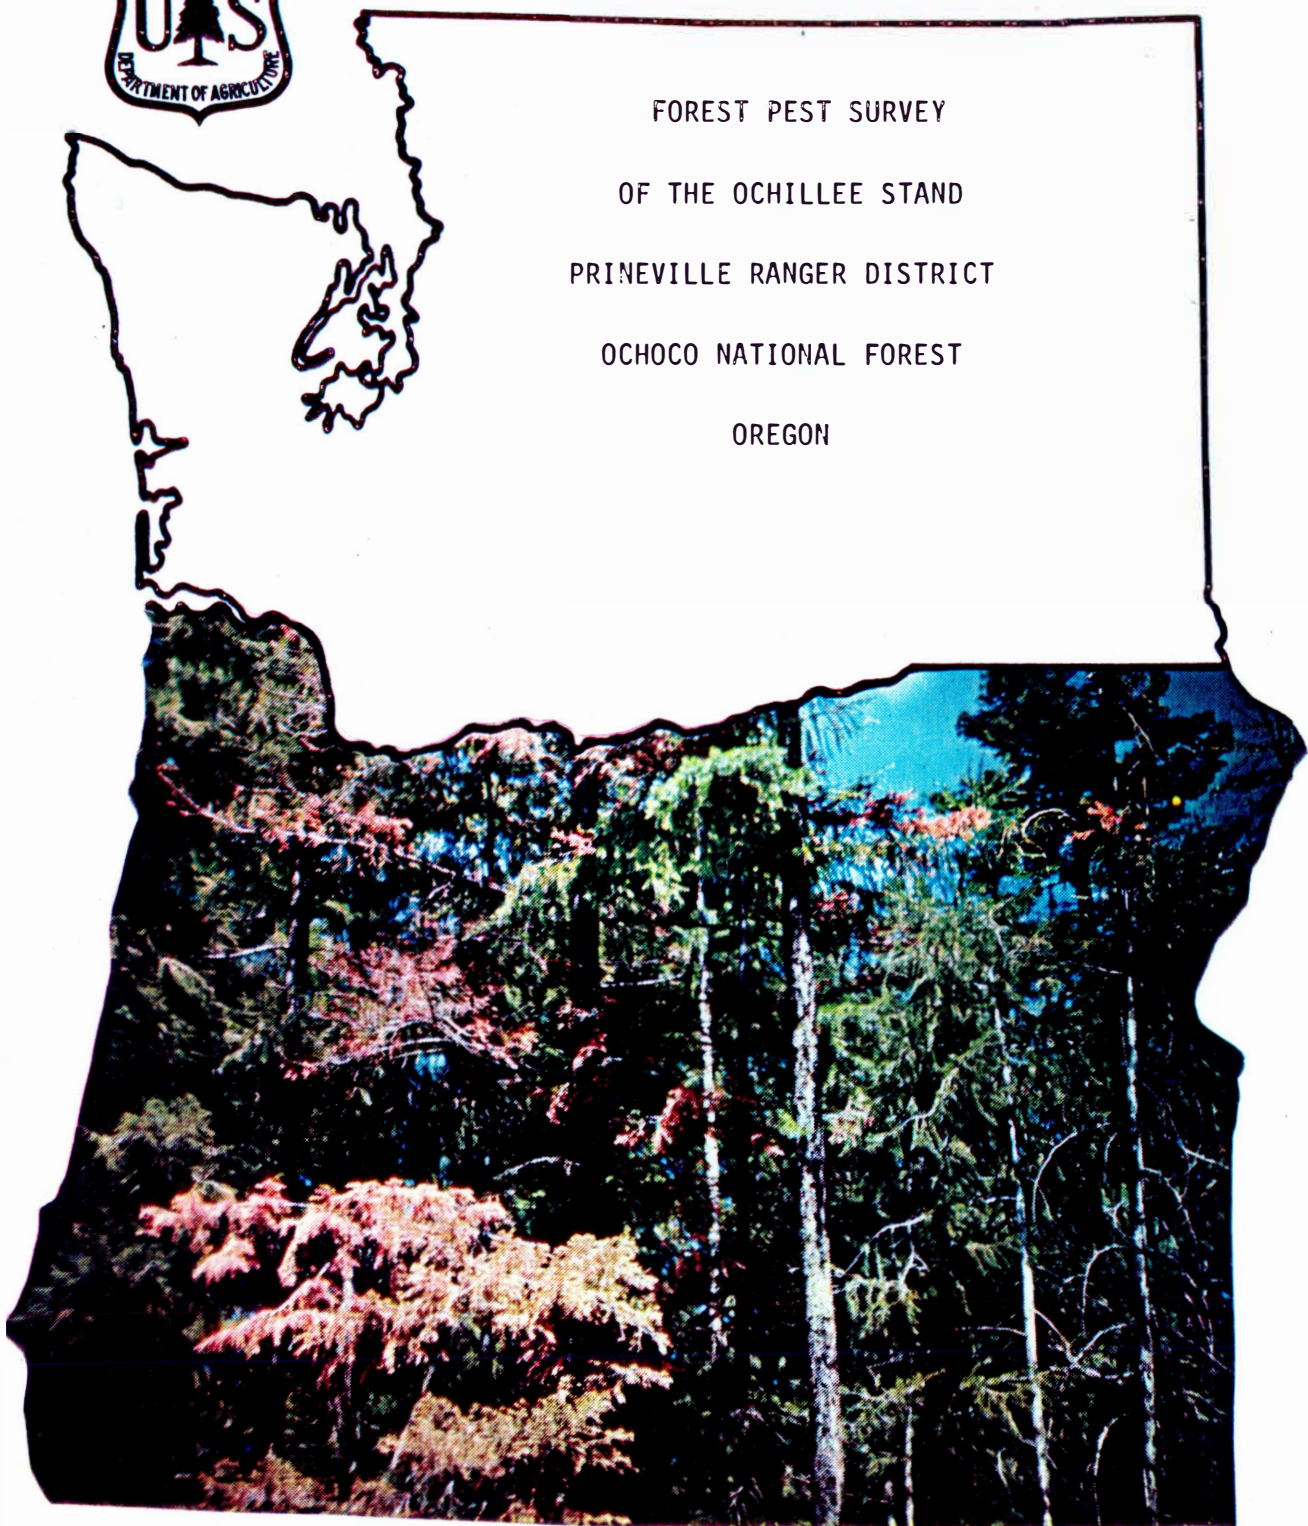 U S
DEPARTMENT OF AGRICULTURE
FOREST PEST SURVEY
OF THE OCHILLEE STAND
PRINEVILLE RANGER DISTRICT
OCHOCO NATIONAL FOREST
OREGON